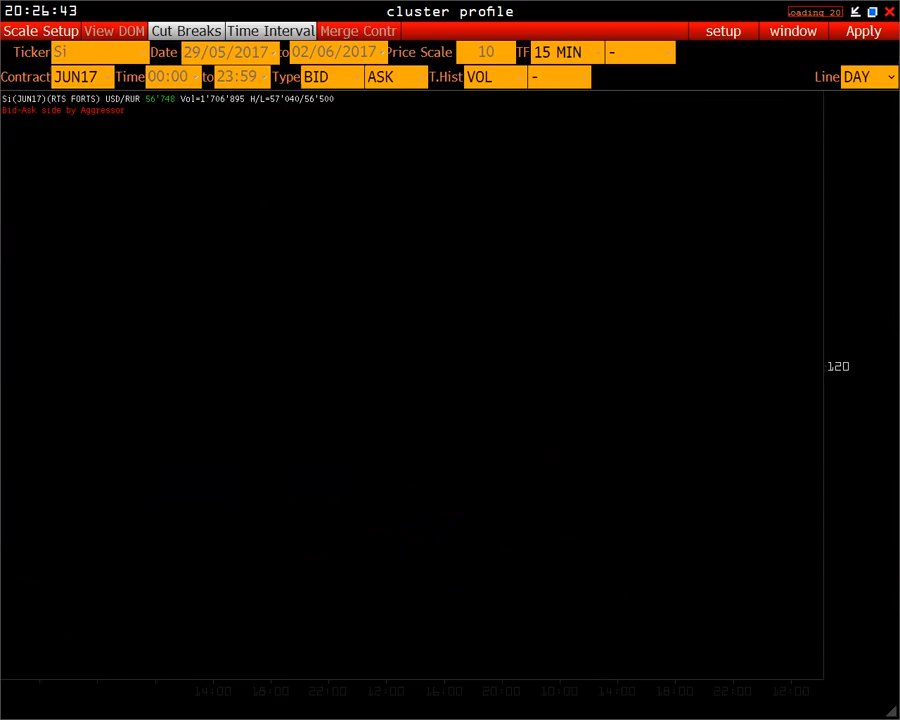 20:26:43 cluster profile oading 20
Scale Setup View DOM Cut Breaks Time Interval Merge Contr setup window Apply
Ticker Si Date 29/05/2017 to 02/06/2017 Price Scale 10 TF 15 MIN -
Contract JUN17 Time 00:00 to 23:59 Type BID ASK T.Hist VOL - Line DAY
Si(JUN17)(RTS FORTS) USD/RUR 56'748 Vol=1'706'895 H/L=57'040/56'500
Bid-Ask side by Aggressor
120
14:00 18:00 22:00 12:00 16:00 20:00 10:00 14:00 18:00 22:00 12:00